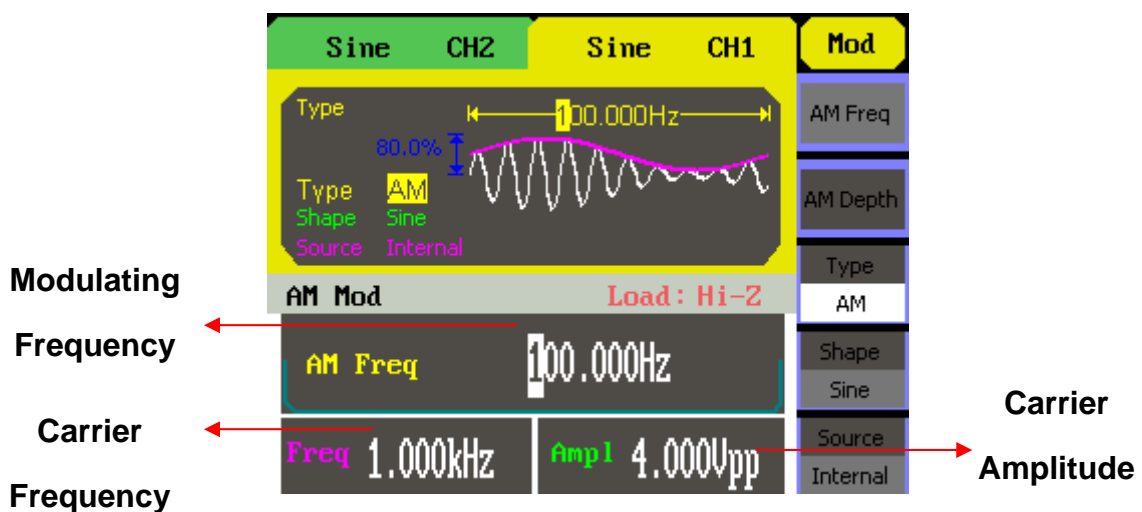 Sine CH2 Sine CH1 Mod
Type 100.000Hz
80.0%
Type AM
Shape Sine
Source Internal
AM Mod Load: Hi-Z
AM Freq 100.000Hz
Freq 1.000kHz Ampl 4.000Vpp
AM Freq
AM Depth
Type
AM
Shape
Sine
Source
Internal
Modulating
Frequency
Carrier
Frequency
Carrier
Amplitude